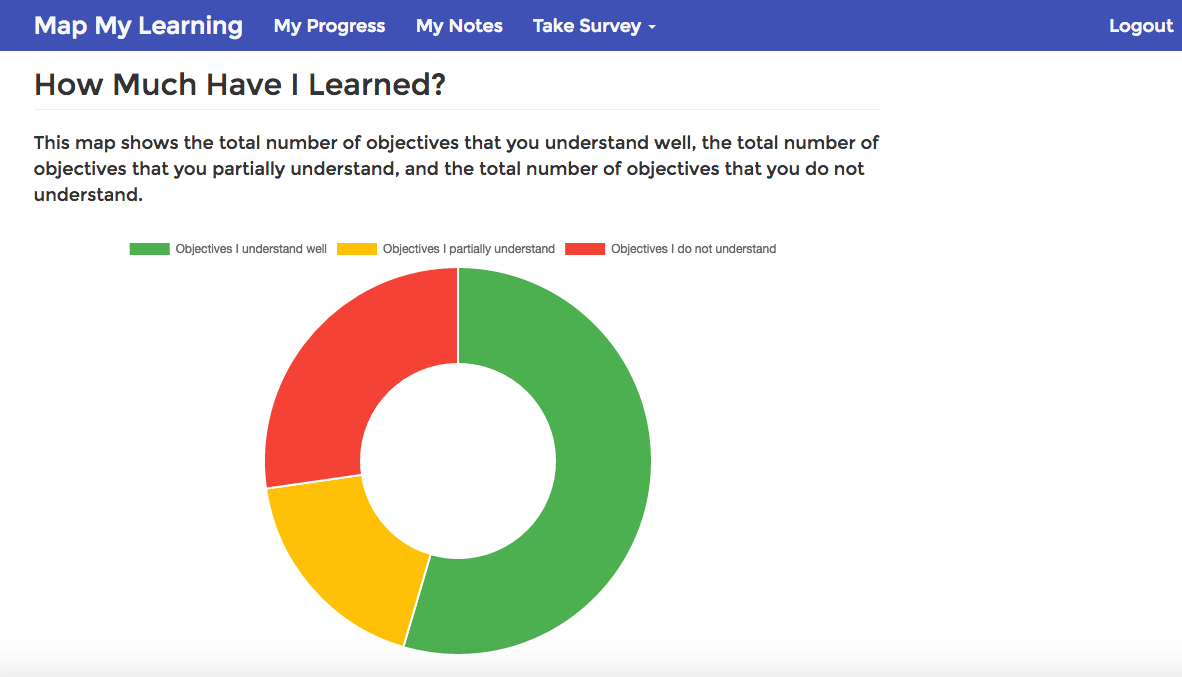 Map My Learning My Progress My Notes Take Survey Logout
How Much Have I Learned?
This map shows the total number of objectives that you understand well, the total number of
objectives that you partially understand, and the total number of objectives that you do not
understand.
Objectives I understand well Objectives I partially understand Objectives I do not understand